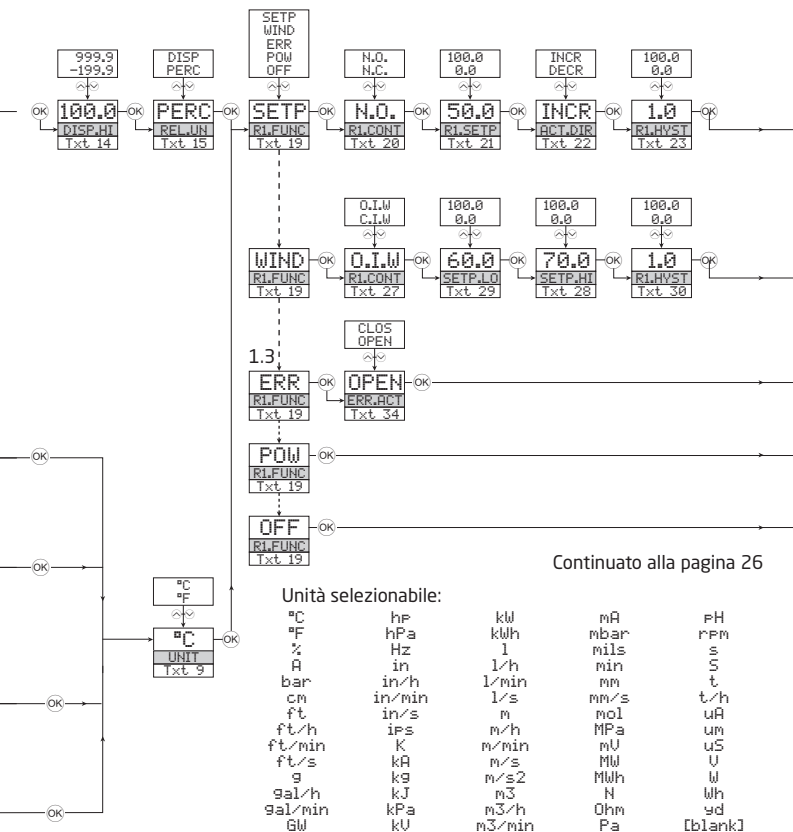 SETP
WIND
ERR
POW
OFF
999.9
-199.9
DISP
PERC
N.O.
N.C.
100.0
0.0
INCR
DECR
100.0
0.0
OK
100.0
DISP.HI
Txt 14
OK
PERC
REL.UN
Txt 15
OK
SETP
R1.FUNC
Txt 19
OK
N.O.
R1.CONT
Txt 20
OK
50.0
R1.SETP
Txt 21
OK
INCR
ACT.DIR
Txt 22
OK
1.0
R1.HYST
Txt 23
OK
O.I.W
C.I.W
100.0
0.0
100.0
0.0
100.0
0.0
WIND
R1.FUNC
Txt 19
OK
O.I.W
R1.CONT
Txt 27
OK
60.0
SETP.LO
Txt 29
OK
70.0
SETP.HI
Txt 28
OK
1.0
R1.HYST
Txt 30
OK
CLOS
OPEN
1.3
ERR
R1.FUNC
Txt 19
OK
OPEN
ERR.ACT
Txt 34
OK
POW
R1.FUNC
Txt 19
OK
OK
OFF
R1.FUNC
Txt 19
OK
Continuato alla pagina 26
OK
°C
°F
°C
UNIT
Txt 9
OK
OK
OK
Unità selezionabile:
°C hp kW mA pH
°F hPa kWh mbar rpm
% Hz l mils s
A in l/h min S
bar in/h l/min mm t
cm in/min l/s mm/s t/h
ft in/s m mol uA
ft/h ips m/h MPa um
ft/min K m/min mV uS
ft/s kA m/s MW V
g kg m/s2 MWh W
gal/h kJ m3 N Wh
gal/min kPa m3/h Ohm yd
GW kV m3/min Pa [blank]